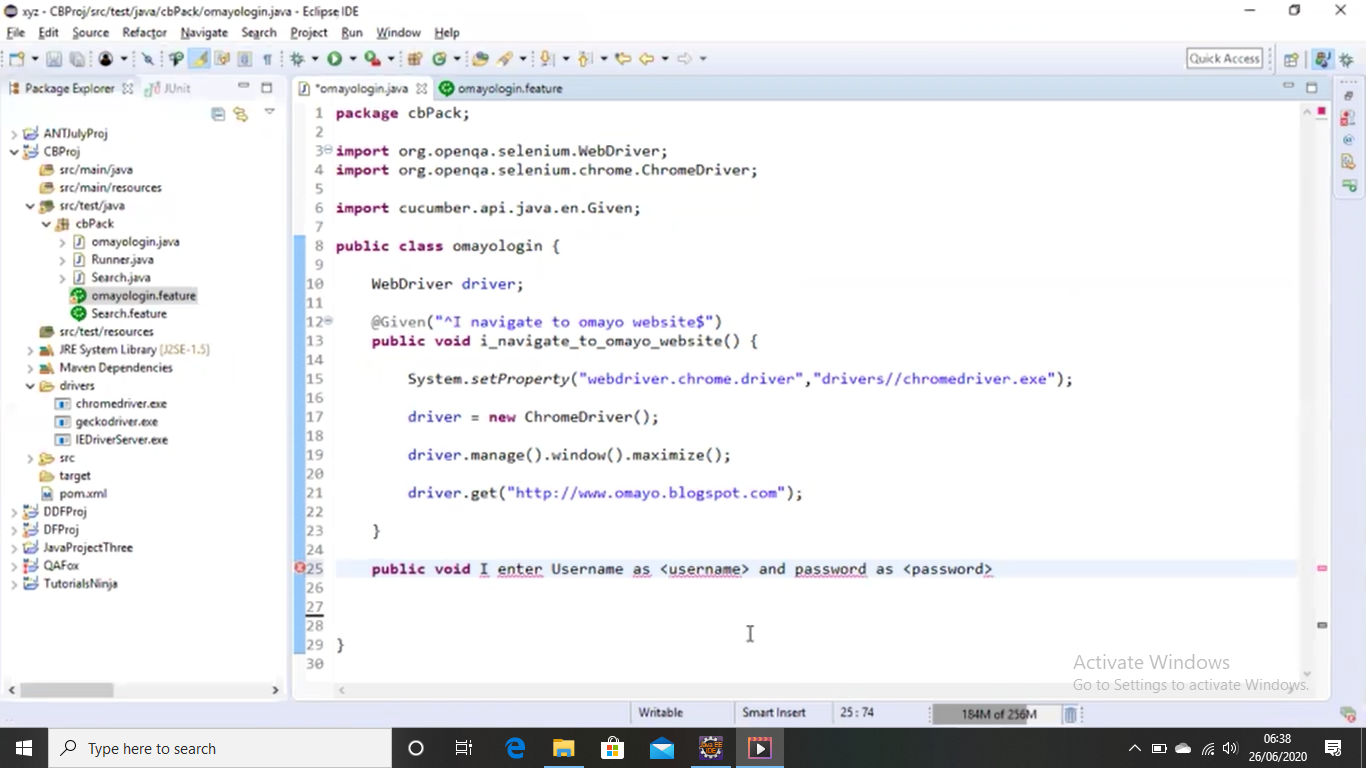 xyz - CBProj/src/test/java/cbPack/omayologin.java - Eclipse IDE
File Edit Source Refactor Navigate Search Project Run Window Help
Quick Access
Package Explorer JUnit
*omayologin.java omayologin.feature
ANTJulyProj
CBProj
src/main/java
src/main/resources
src/test/java
cbPack
omayologin.java
Runner.java
Search.java
omayologin.feature
Search.feature
src/test/resources
JRE System Library [J2SE-1.5]
Maven Dependencies
drivers
chromedriver.exe
geckodriver.exe
IEDriverServer.exe
src
target
pom.xml
DDFProj
DFProj
JavaProjectThree
QAFox
TutorialsNinja
1 package cbPack;
2
3 import org.openqa.selenium.WebDriver;
4 import org.openqa.selenium.chrome.ChromeDriver;
5
6 import cucumber.api.java.en.Given;
7
8 public class omayologin {
9
10 WebDriver driver;
11
12 @Given("^I navigate to omayo website$")
13 public void i_navigate_to_omayo_website() {
14
15 System.setProperty("webdriver.chrome.driver","drivers//chromedriver.exe");
16
17 driver = new ChromeDriver();
18
19 driver.manage().window().maximize();
20
21 driver.get("http://www.omayo.blogspot.com");
22
23 }
24
25 public void I enter Username as <username> and password as <password>
26
27
28
29 }
30
Activate Windows
Go to Settings to activate Windows.
Writable Smart Insert 25 : 74 184M of 256M
Type here to search
06:38
26/06/2020